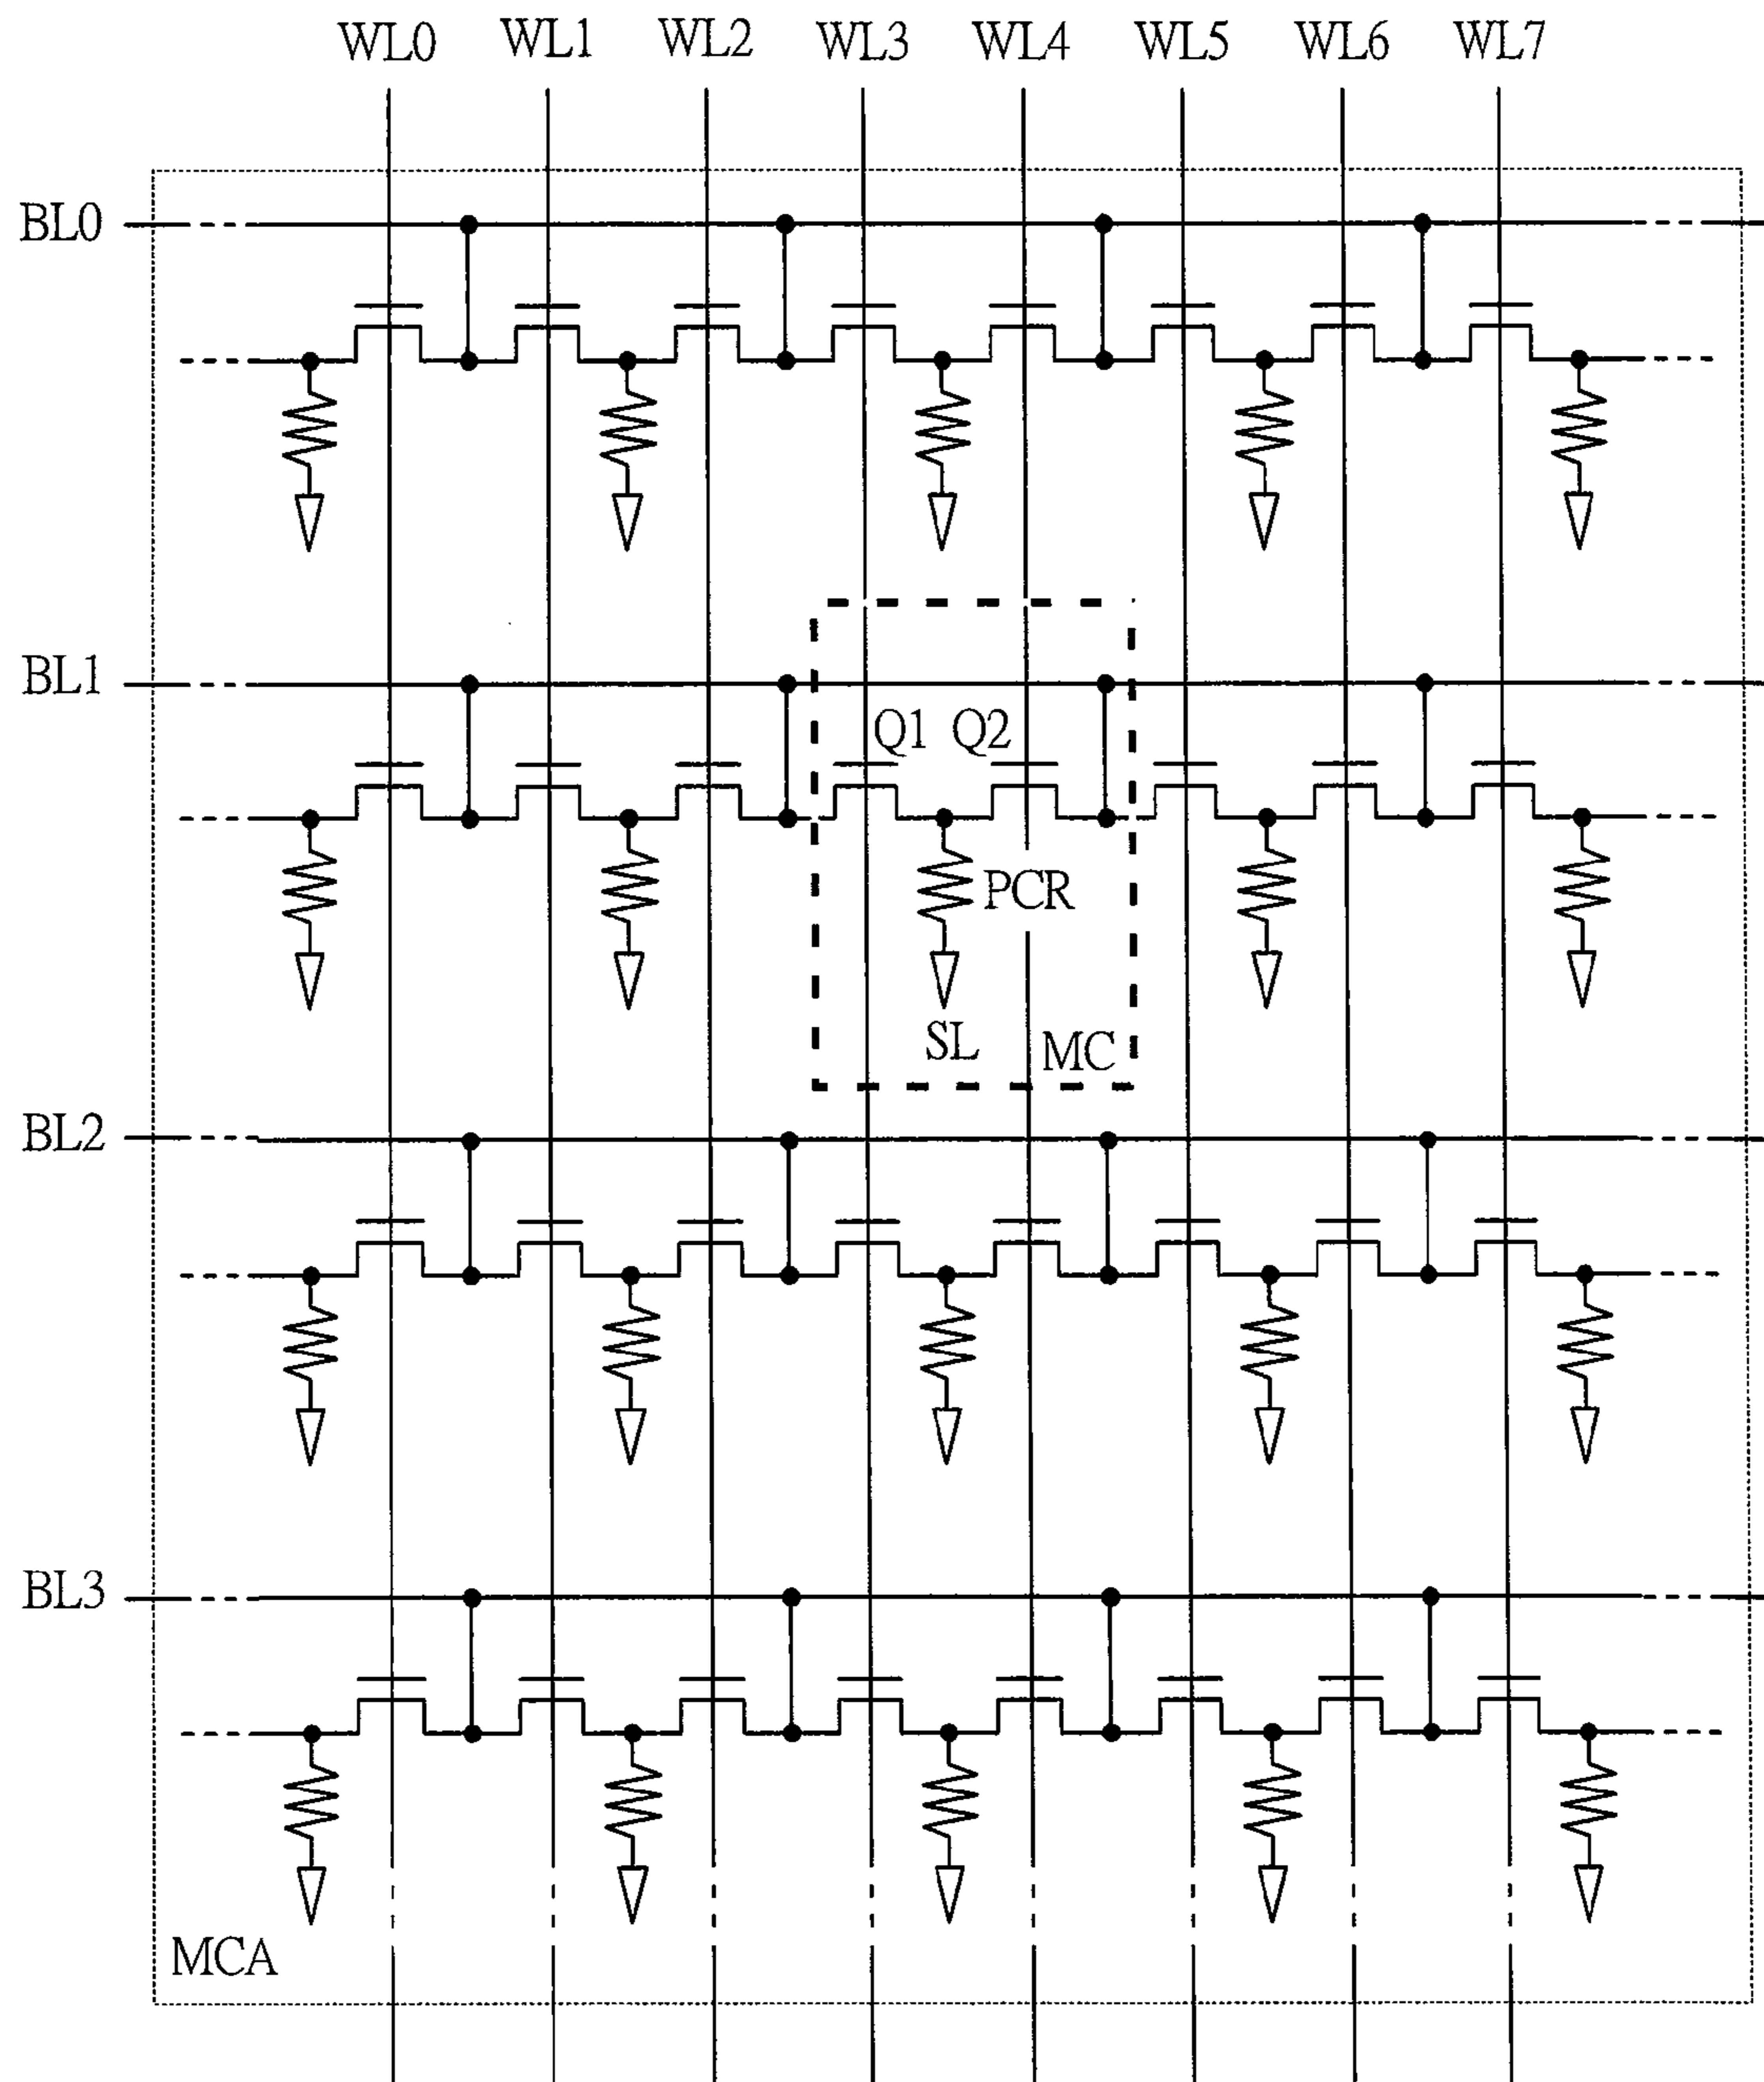 WL0 WL1 WL2 WL3 WL4 WL5 WL6 WL7
BL0
BL1
Q1 Q2
PCR
SL
MC
BL2
BL3
MCA